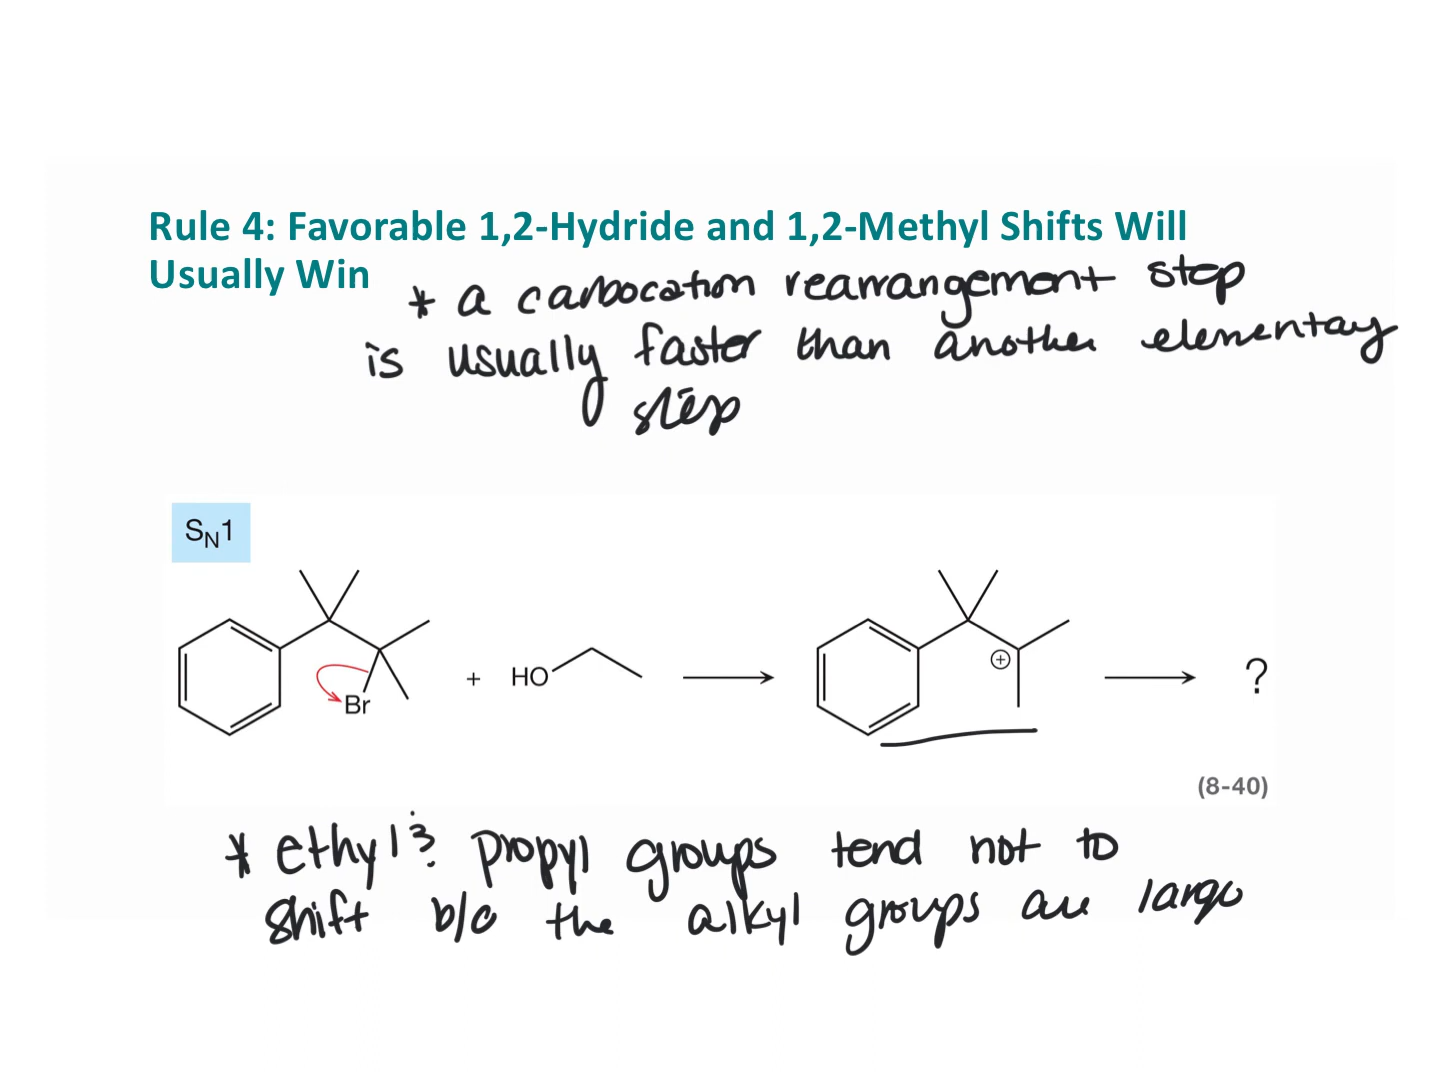 Rule 4: Favorable 1,2-Hydride and 1,2-Methyl Shifts Will
Usually Win
* a carbocation rearrangement step
is usually faster than another elementay
step
SN1
Br
+
HO
+
?
(8-40)
* ethyl & propyl groups tend not to
shift b/c the alkyl groups are large